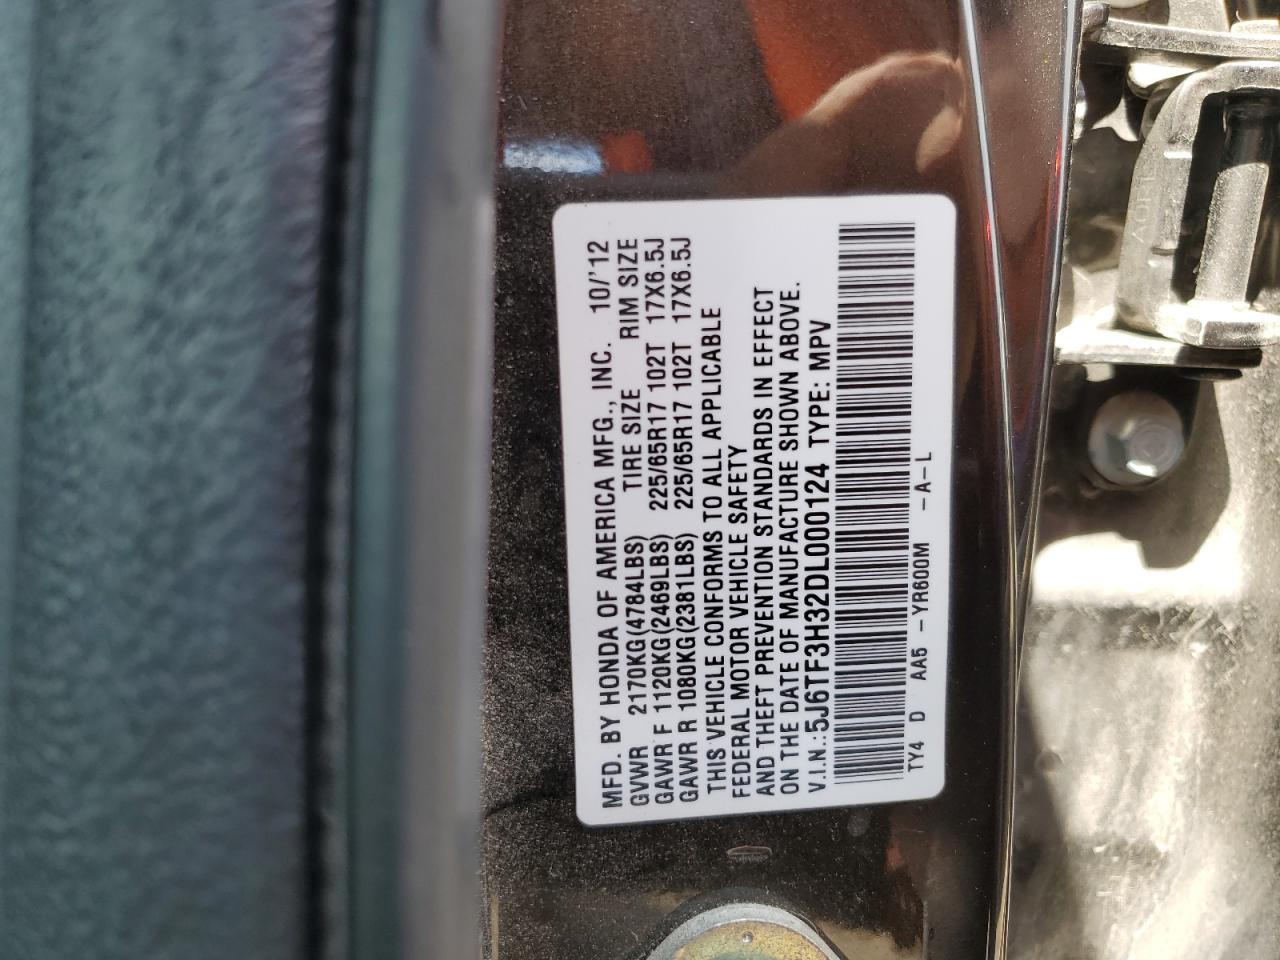 MFD. BY HONDA OF AMERICA MFG., INC. 10/'12
GVWR 2170KG(4784LBS) TIRE SIZE RIM SIZE
GAWR F 1120KG(2469LBS) 225/65R17 102T 17X6.5J
GAWR R 1080KG(2381LBS) 225/65R17 102T 17X6.5J
THIS VEHICLE CONFORMS TO ALL APPLICABLE
FEDERAL MOTOR VEHICLE SAFETY
AND THEFT PREVENTION STANDARDS IN EFFECT
ON THE DATE OF MANUFACTURE SHOWN ABOVE.
V.I.N.: 5J6TF3H32DL000124 TYPE: MPV
TY4 D AA5 -YR600M -A-L